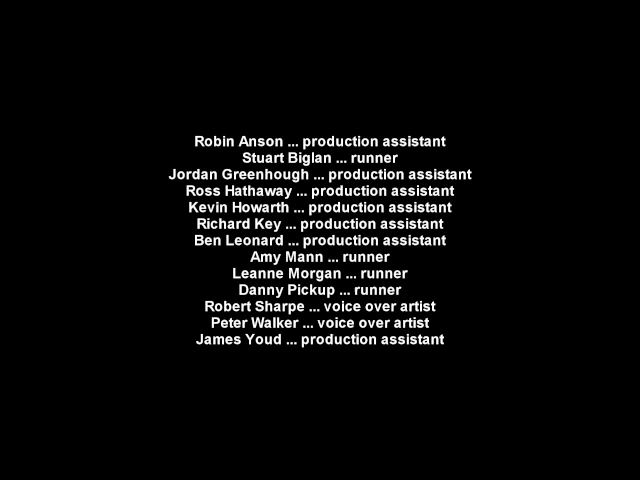 Robin Anson ... production assistant
Stuart Biglan ... runner
Jordan Greenhough ... production assistant
Ross Hathaway ... production assistant
Kevin Howarth ... production assistant
Richard Key ... production assistant
Ben Leonard ... production assistant
Amy Mann ... runner
Leanne Morgan ... runner
Danny Pickup ... runner
Robert Sharpe ... voice over artist
Peter Walker ... voice over artist
James Youd ... production assistant